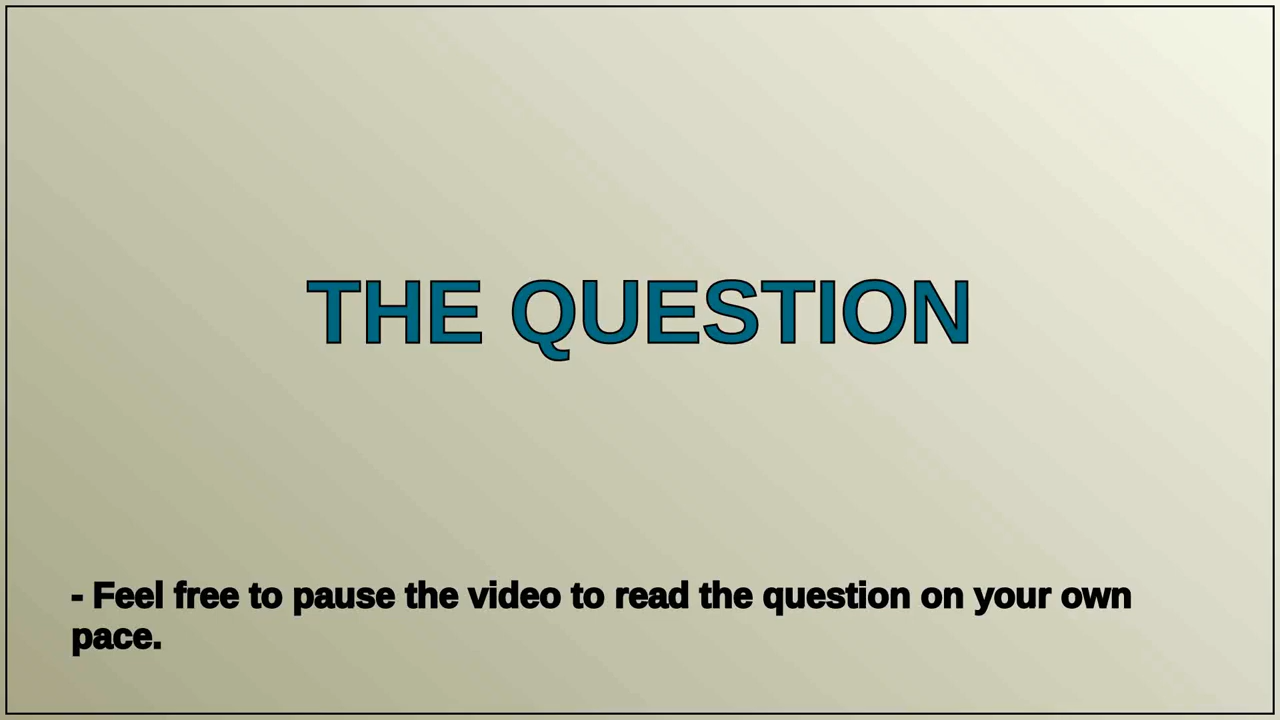 THE QUESTION
- Feel free to pause the video to read the question on your own
pace.